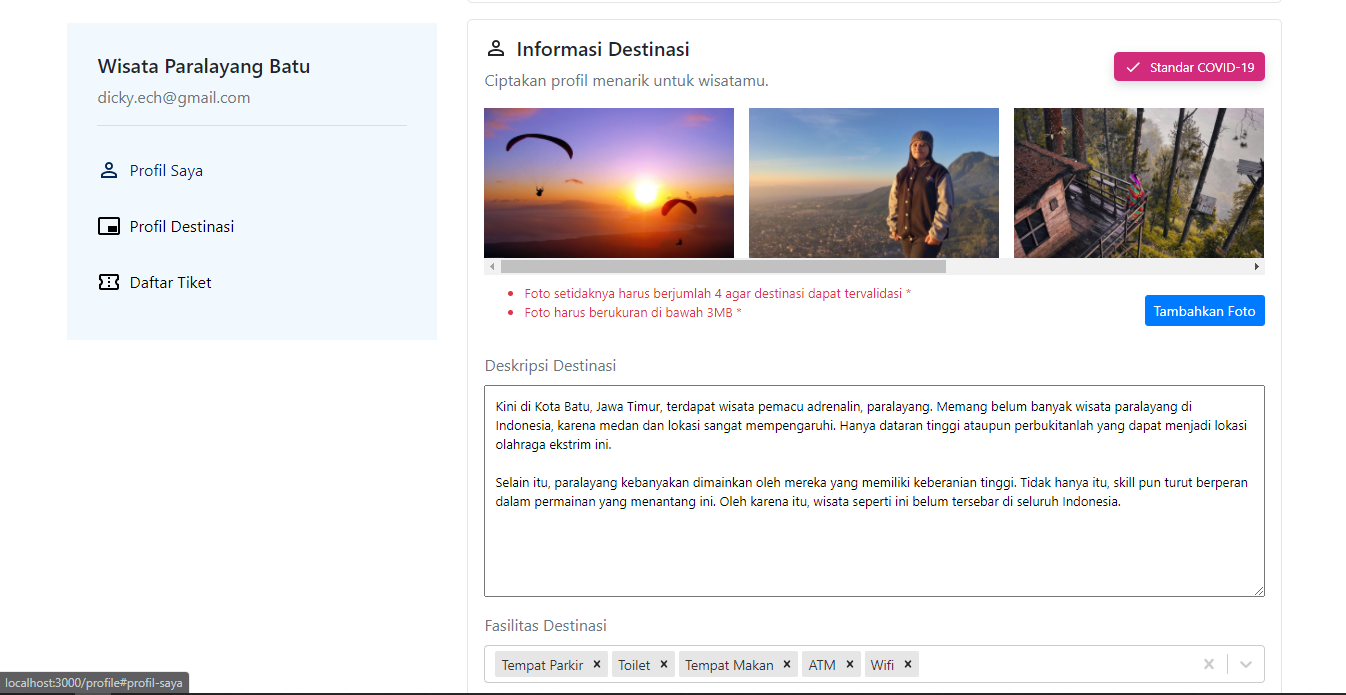 Wisata Paralayang Batu
dicky.ech@gmail.com
Profil Saya
Profil Destinasi
Daftar Tiket
Informasi Destinasi
Ciptakan profil menarik untuk wisatamu.
Standar COVID-19
Foto setidaknya harus berjumlah 4 agar destinasi dapat tervalidasi *
Foto harus berukuran di bawah 3MB *
Tambahkan Foto
Deskripsi Destinasi
Kini di Kota Batu, Jawa Timur, terdapat wisata pemacu adrenalin, paralayang. Memang belum banyak wisata paralayang di
Indonesia, karena medan dan lokasi sangat mempengaruhi. Hanya dataran tinggi ataupun perbukitanlah yang dapat menjadi lokasi
olahraga ekstrim ini.
Selain itu, paralayang kebanyakan dimainkan oleh mereka yang memiliki keberanian tinggi. Tidak hanya itu, skill pun turut berperan
dalam permainan yang menantang ini. Oleh karena itu, wisata seperti ini belum tersebar di seluruh Indonesia.
Fasilitas Destinasi
Tempat Parkir × Toilet × Tempat Makan × ATM × Wifi ×
localhost:3000/profile#profil-saya